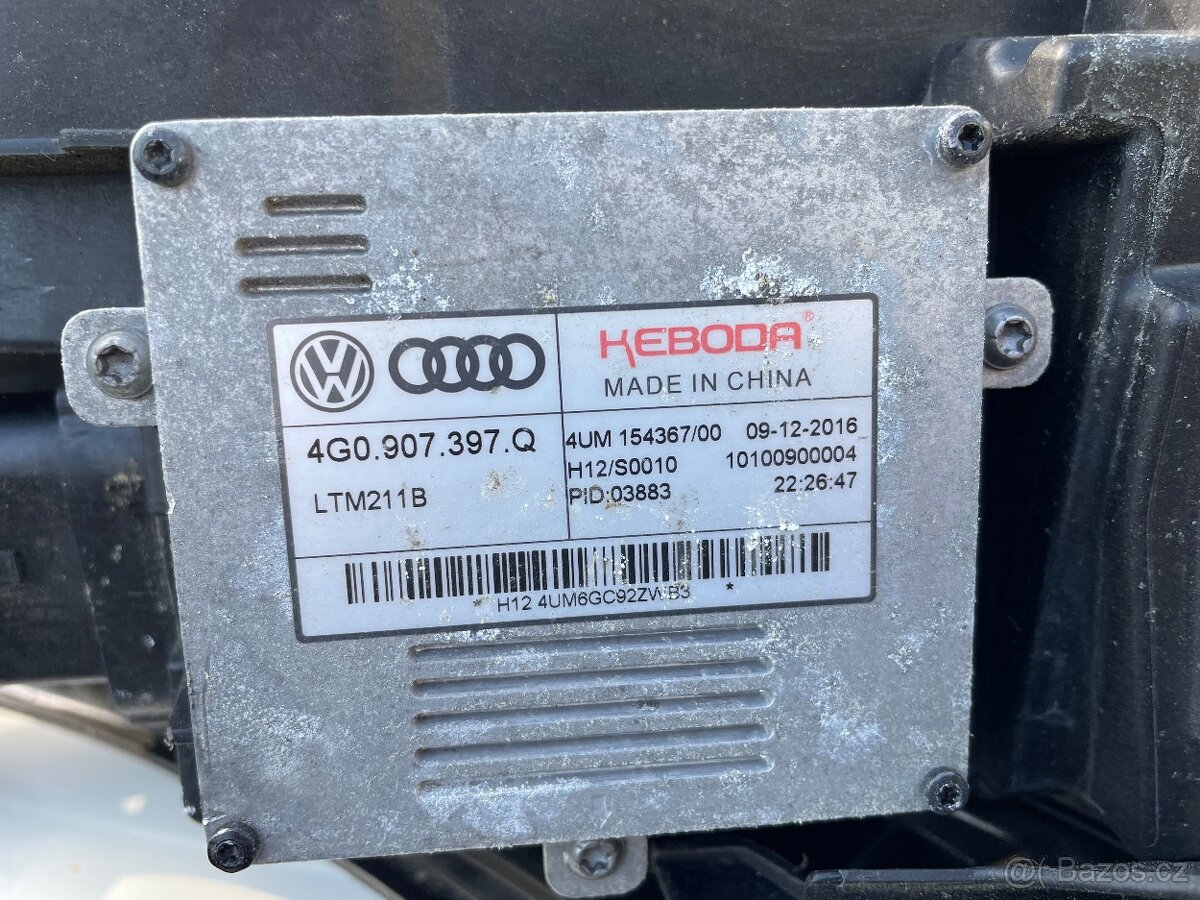 KEBODA®
MADE IN CHINA
4G0.907.397.Q
LTM211B
4UM 154367/00 09-12-2016
H12/S0010 10100900004
PID:03883 22:26:47
* H12 4UM6GC92ZWB3 *
@( Bazos.cz